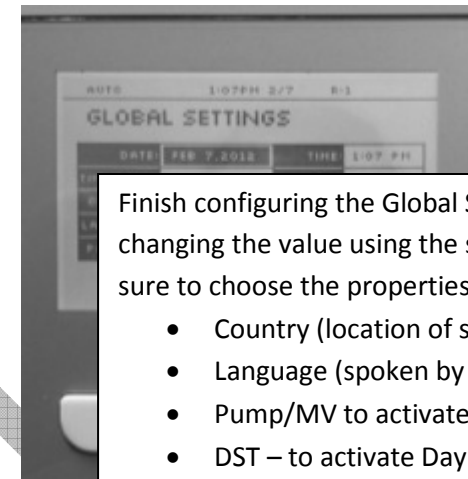 AUTO 1:07PM 2/7 R-1
GLOBAL SETTINGS
DATE: FEB 7,2012 TIME: 1:07 PM
Finish configuring the Global
changing the value using the
sure to choose the properties
• Country (location of
• Language (spoken by
• Pump/MV to activate
• DST – to activate Day